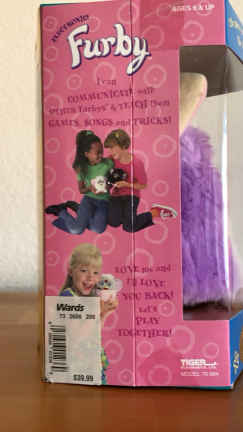 AGES 6 & UP
ELECTRONIC
Furby
I can
COMMUNICATE with
OTHER Furbys & TEACH them
GAMES, SONGS and TRICKS!
LOVE me and
I'll LOVE
YOU BACK!
Let's
PLAY
TOGETHER!
Wards
$39.99
TIGER
MODEL 70-